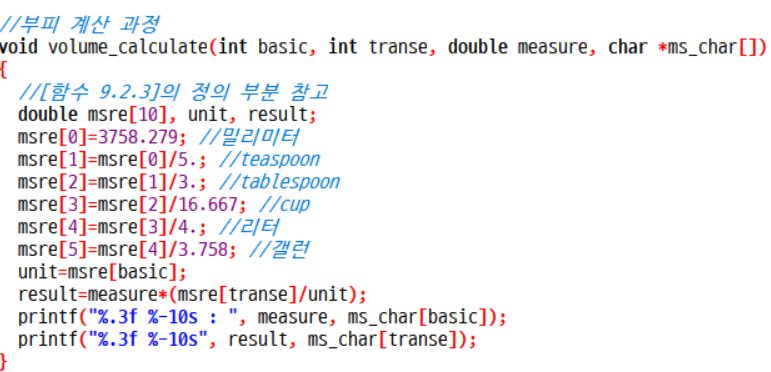 //부피 계산 과정
void volume_calculate(int basic, int transe, double measure, char *ms_char[])
{
//[함수 9.2.3]의 정의 부분 참고
double msre[10], unit, result;
msre[0]=3758.279; //밀리미터
msre[1]=msre[0]/5.; //teaspoon
msre[2]=msre[1]/3.; //tablespoon
msre[3]=msre[2]/16.667; //cup
msre[4]=msre[3]/4.; //리터
msre[5]=msre[4]/3.758; //갤런
unit=msre[basic];
result=measure*(msre[transe]/unit);
printf("%.3f %-10s : ", measure, ms_char[basic]);
printf("%.3f %-10s", result, ms_char[transe]);
}